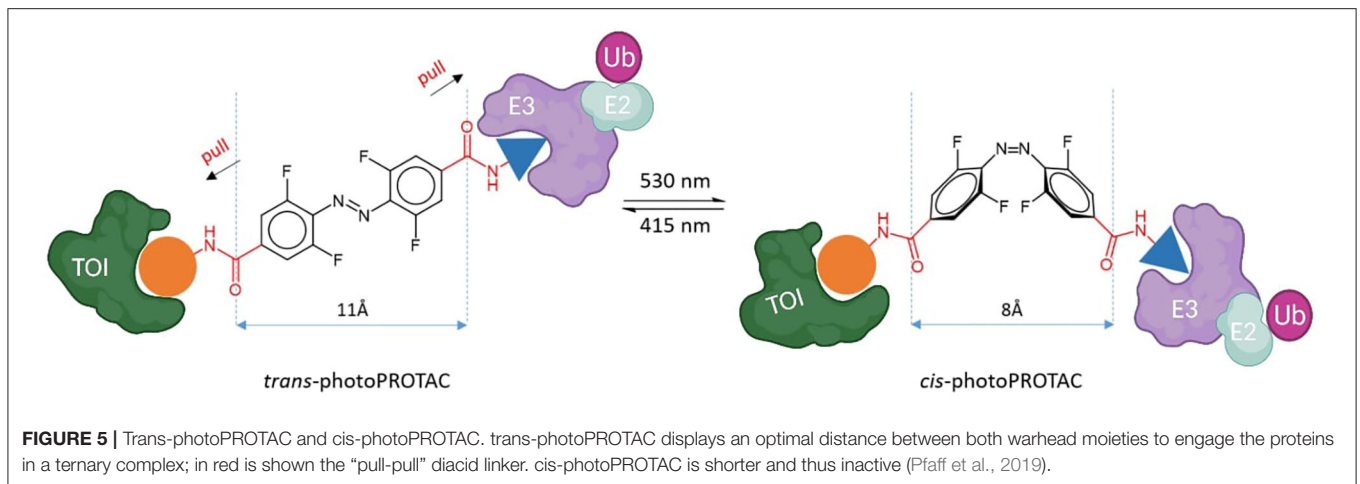 pull
pull
Ub
E3
E2
O
N
H
F
F
N
N
F
F
H
N
O
TOI
11Å
trans-photoPROTAC
530 nm
415 nm
N=N
F
F
F
F
H
N
O
O
H
N
TOI
E3
E2
Ub
8Å
cis-photoPROTAC
FIGURE 5 | Trans-photoPROTAC and cis-photoPROTAC. trans-photoPROTAC displays an optimal distance between both warhead moieties to engage the proteins
in a ternary complex; in red is shown the “pull-pull” diacid linker. cis-photoPROTAC is shorter and thus inactive (Pfaff et al., 2019).